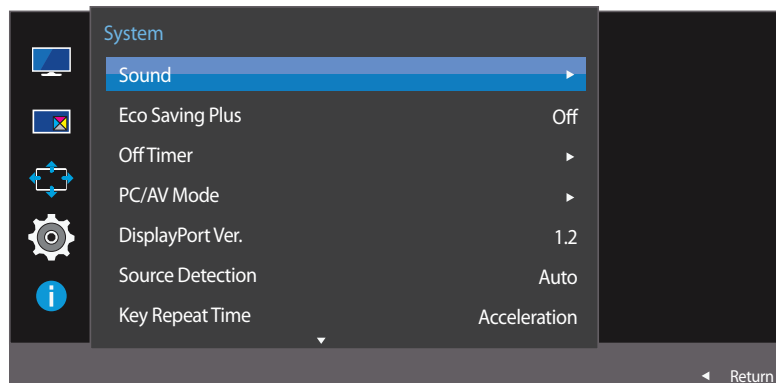 System
Sound
Eco Saving Plus Off
Off Timer
PC/AV Mode
DisplayPort Ver. 1.2
Source Detection Auto
Key Repeat Time Acceleration
Return